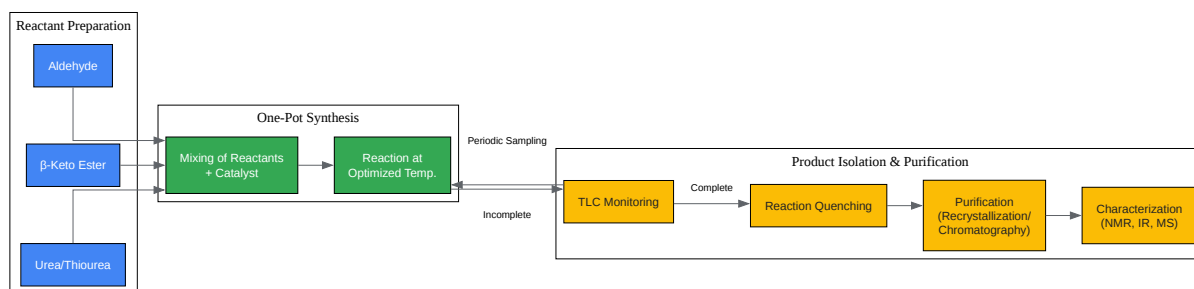 Reactant Preparation
Aldehyde
β-Keto Ester
Urea/Thiourea
One-Pot Synthesis
Mixing of Reactants
+ Catalyst
Reaction at
Optimized Temp.
Periodic Sampling
Incomplete
Product Isolation & Purification
TLC Monitoring
Complete
Reaction Quenching
Purification
(Recrystallization/
Chromatography)
Characterization
(NMR, IR, MS)